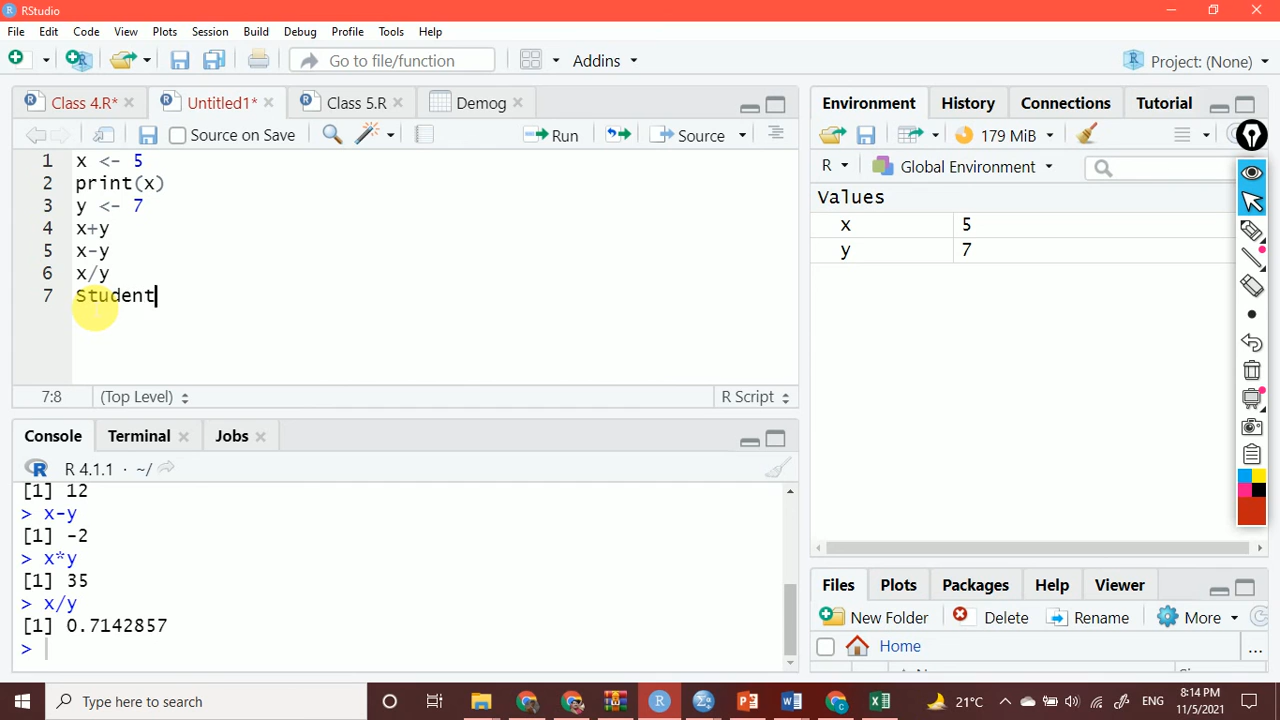 RStudio
File Edit Code View Plots Session Build Debug Profile Tools Help
Go to file/function Addins Project: (None)
Class 4.R* Untitled1* Class 5.R Demog
Source on Save Run Source
1 x <- 5
2 print(x)
3 y <- 7
4 x+y
5 x-y
6 x/y
7 Student
7:8 (Top Level) R Script
Console Terminal Jobs
R 4.1.1 · ~/
[1] 12
> x-y
[1] -2
> x*y
[1] 35
> x/y
[1] 0.7142857
>
Environment History Connections Tutorial
179 MiB
R Global Environment
Values
x 5
y 7
Files Plots Packages Help Viewer
New Folder Delete Rename More
Home ...
Type here to search 21°C ENG 8:14 PM
11/5/2021